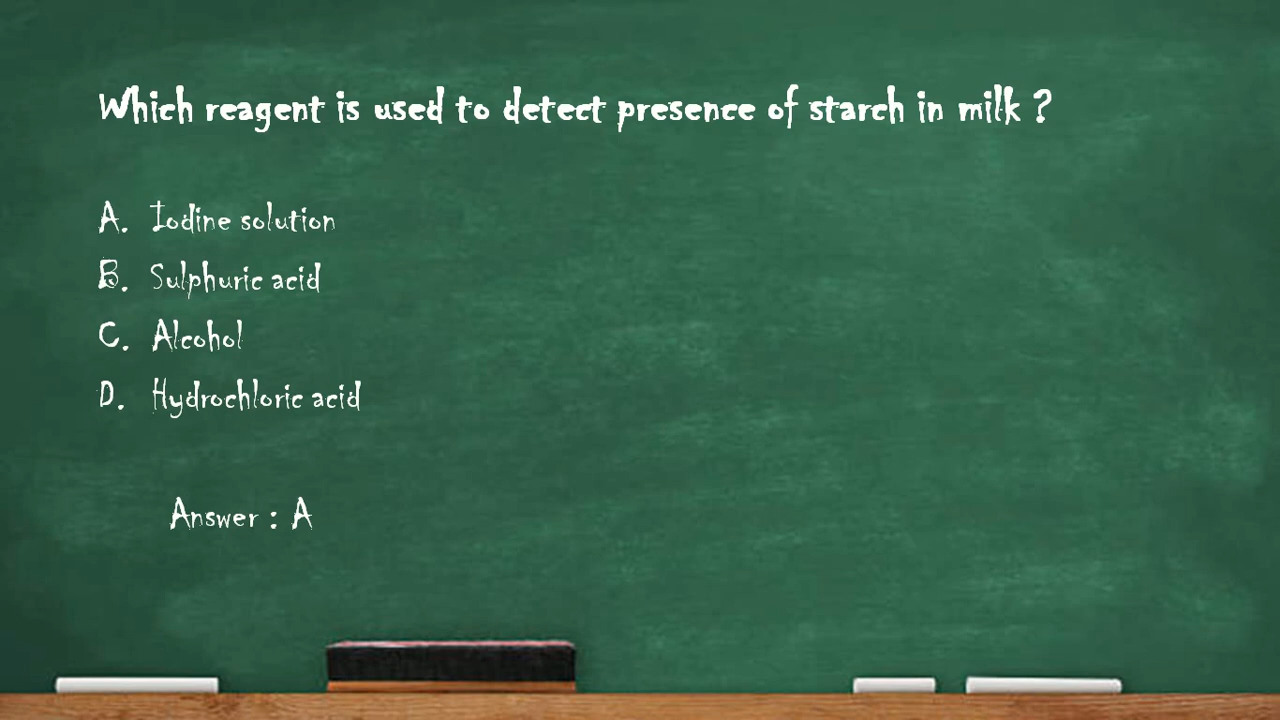 Which reagent is used to detect presence of starch in milk ?
A. Iodine solution
B. Sulphuric acid
C. Alcohol
D. Hydrochloric acid
Answer : A